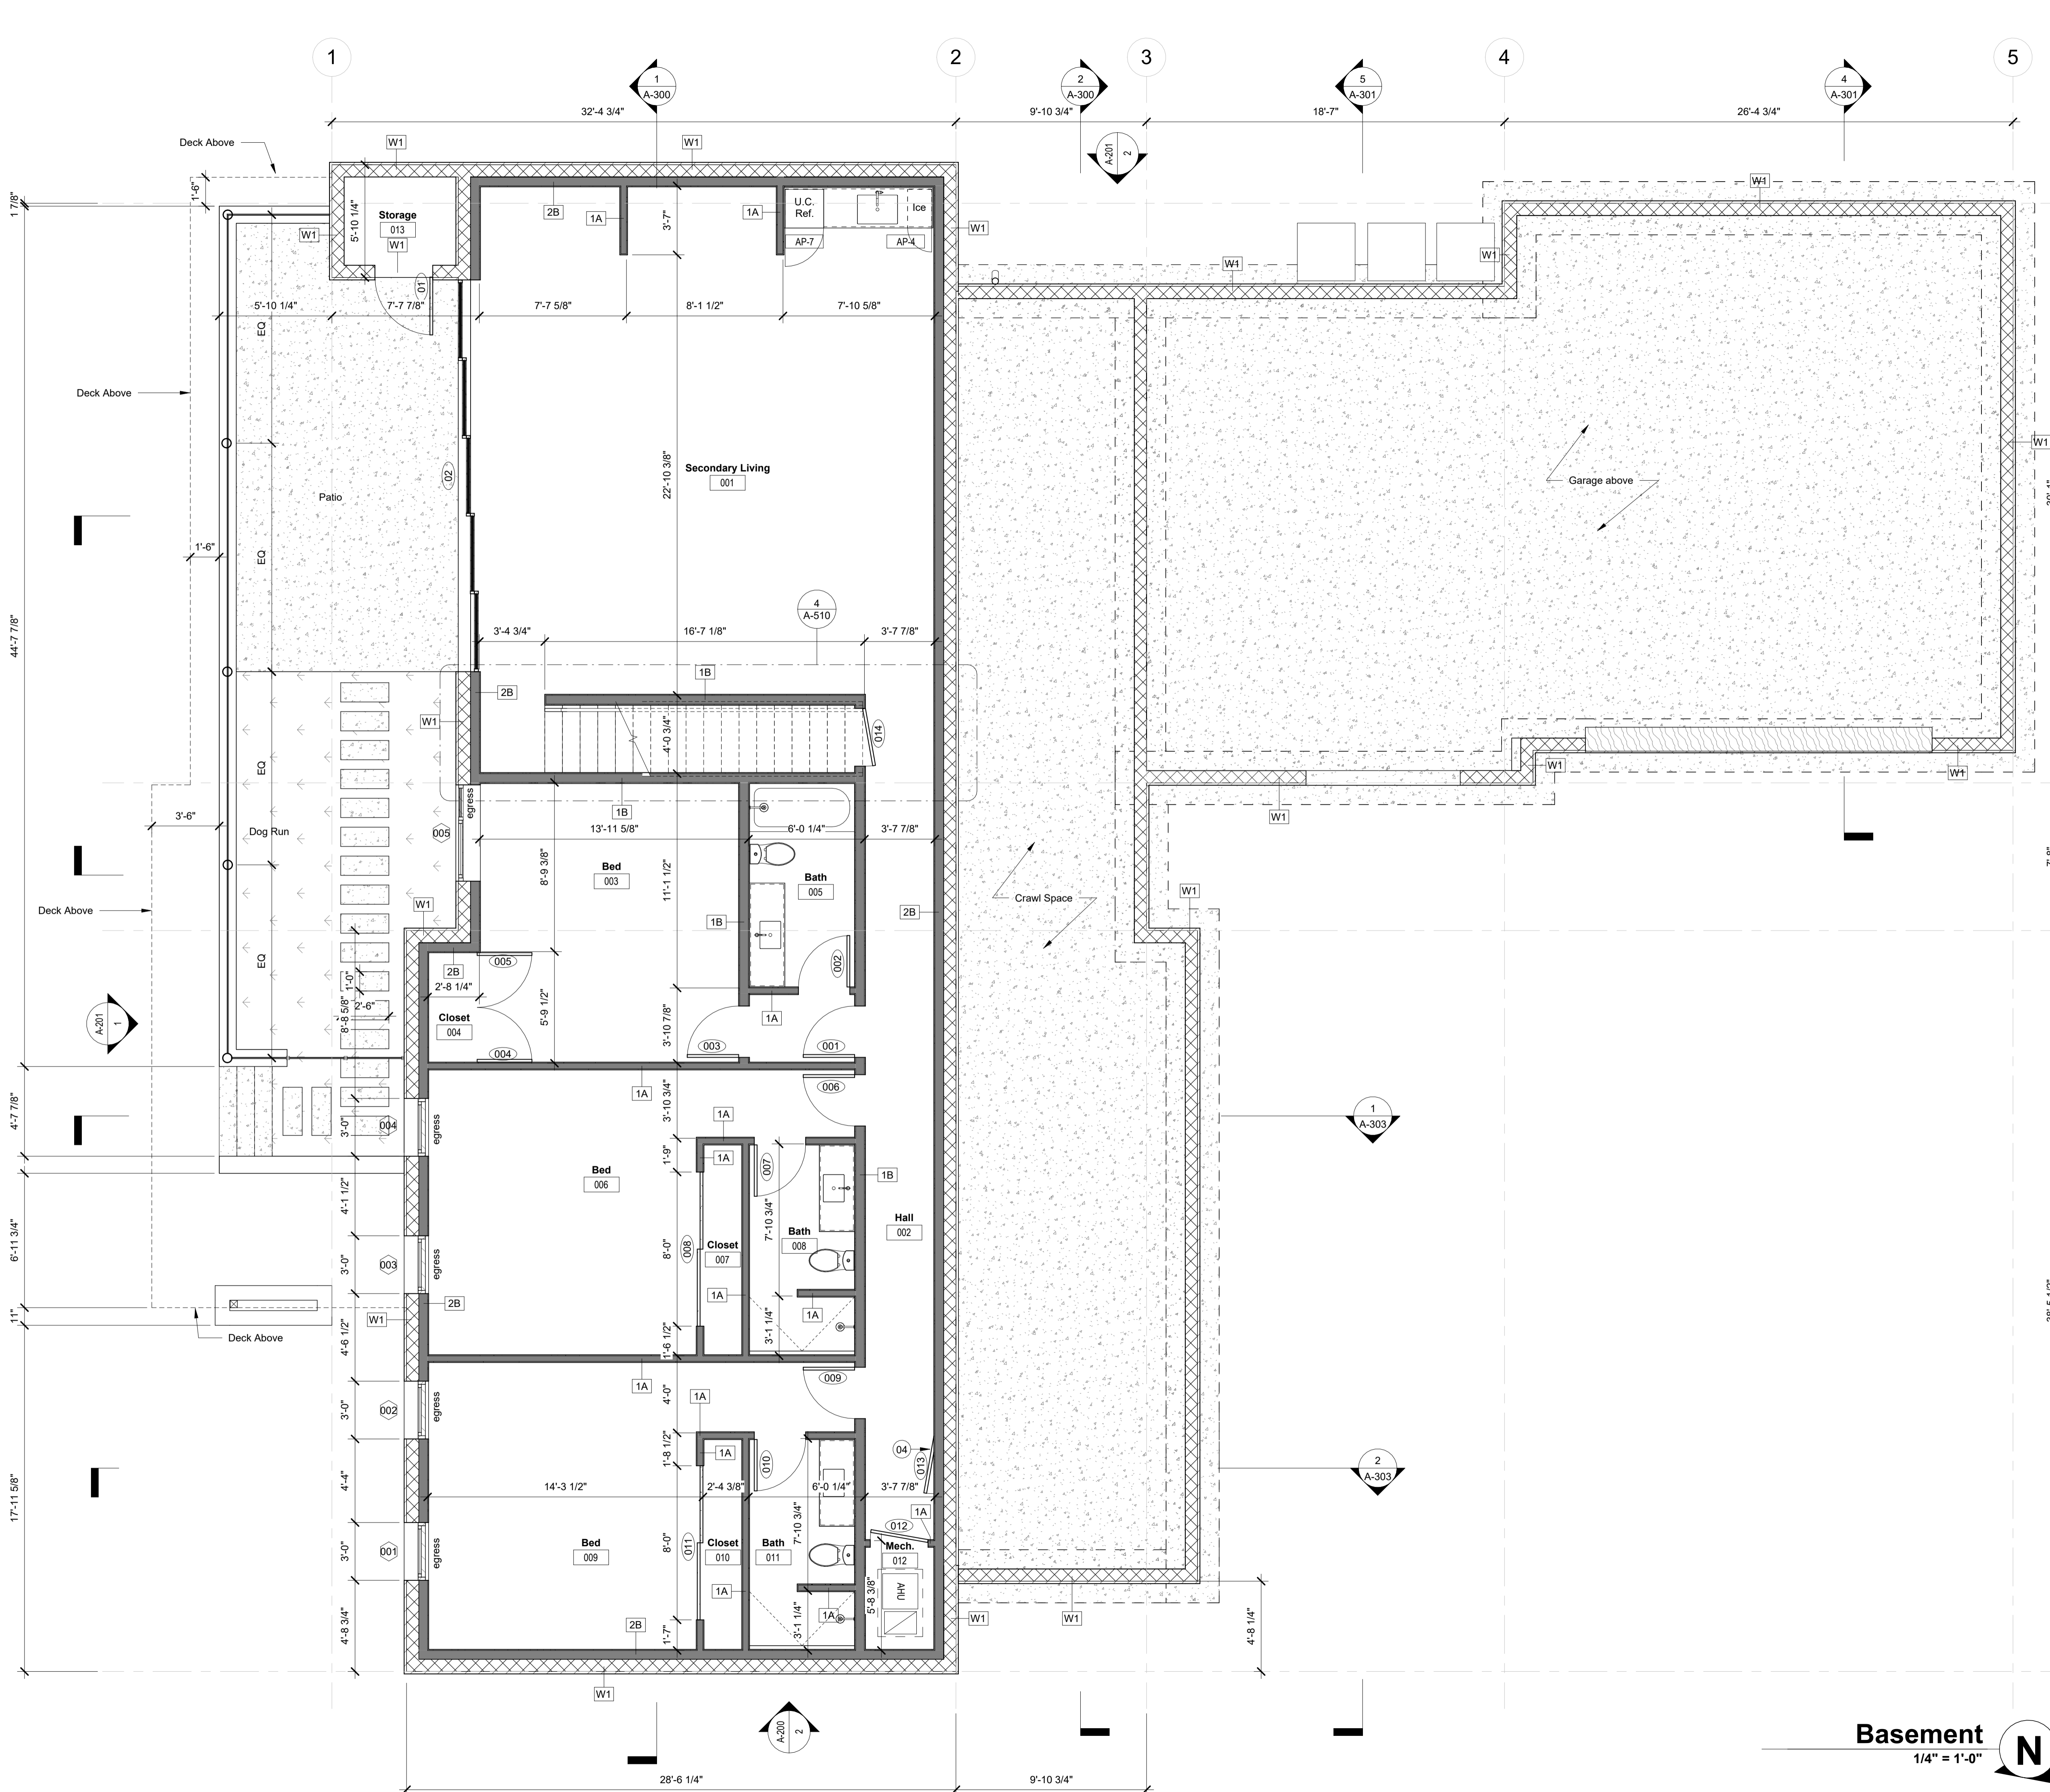 1
2
3
4
5
1
A-300
2
A-300
5
A-301
4
A-301
32'-4 3/4"
9'-10 3/4"
18'-7"
26'-4 3/4"
A-201
2
Deck Above
W1
W1
W1
1'-6"
1 7/8"
Storage
013
W1
W1
5'-10 1/4"
2B
1A
3'-7"
1A
U.C.
Ref.
Ice
AP-7
AP-4
W1
W1
W1
01
5'-10 1/4"
7'-7 7/8"
7'-7 5/8"
8'-1 1/2"
7'-10 5/8"
EQ
Deck Above
W1
02
Secondary Living
001
22'-10 3/8"
Garage above
Patio
1'-6"
EQ
4
A-510
44'-7 7/8"
3'-4 3/4"
16'-7 1/8"
3'-7 7/8"
1B
2B
W1
4'-0 3/4"
014
EQ
egress
W1
W1
W1
1B
3'-6"
Dog Run
005
13'-11 5/8"
6'-0 1/4"
3'-7 7/8"
8'-9 3/8"
Bed
003
11'-1 1/2"
Bath
005
W1
Crawl Space
Deck Above
W1
1B
2B
EQ
005
2B
002
1'-0"
2'-8 1/4"
2'-6"
8'-8 5/8"
A-201
1
Closet
004
5'-9 1/2"
1A
3'-10 7/8"
004
003
001
006
1A
3'-10 3/4"
1A
1
A-303
4'-7 7/8"
3'-0"
004
egress
1'-9"
1A
007
1B
Bed
006
4'-1 1/2"
7'-10 3/4"
Hall
002
Bath
008
6'-11 3/4"
3'-0"
003
egress
8'-0"
008
Closet
007
1A
2B
1A
11"
W1
Deck Above
4'-6 1/2"
3'-1 1/4"
1'-6 1/2"
009
1A
1A
4'-0"
3'-0"
002
egress
1'-8 1/2"
1A
010
04
013
2
A-303
17'-11 5/8"
4'-4"
14'-3 1/2"
2'-4 3/8"
6'-0 1/4"
3'-7 7/8"
1A
012
3'-0"
001
egress
Bed
009
8'-0"
011
Closet
010
Bath
011
7'-10 3/4"
Mech.
012
1A
AHU
5'-8 3/8"
4'-8 3/4"
2B
1'-7"
3'-1 1/4"
1A
W1
W1
4'-8 1/4"
W1
A-200
2
28'-6 1/4"
9'-10 3/4"
Basement
1/4" = 1'-0"
N